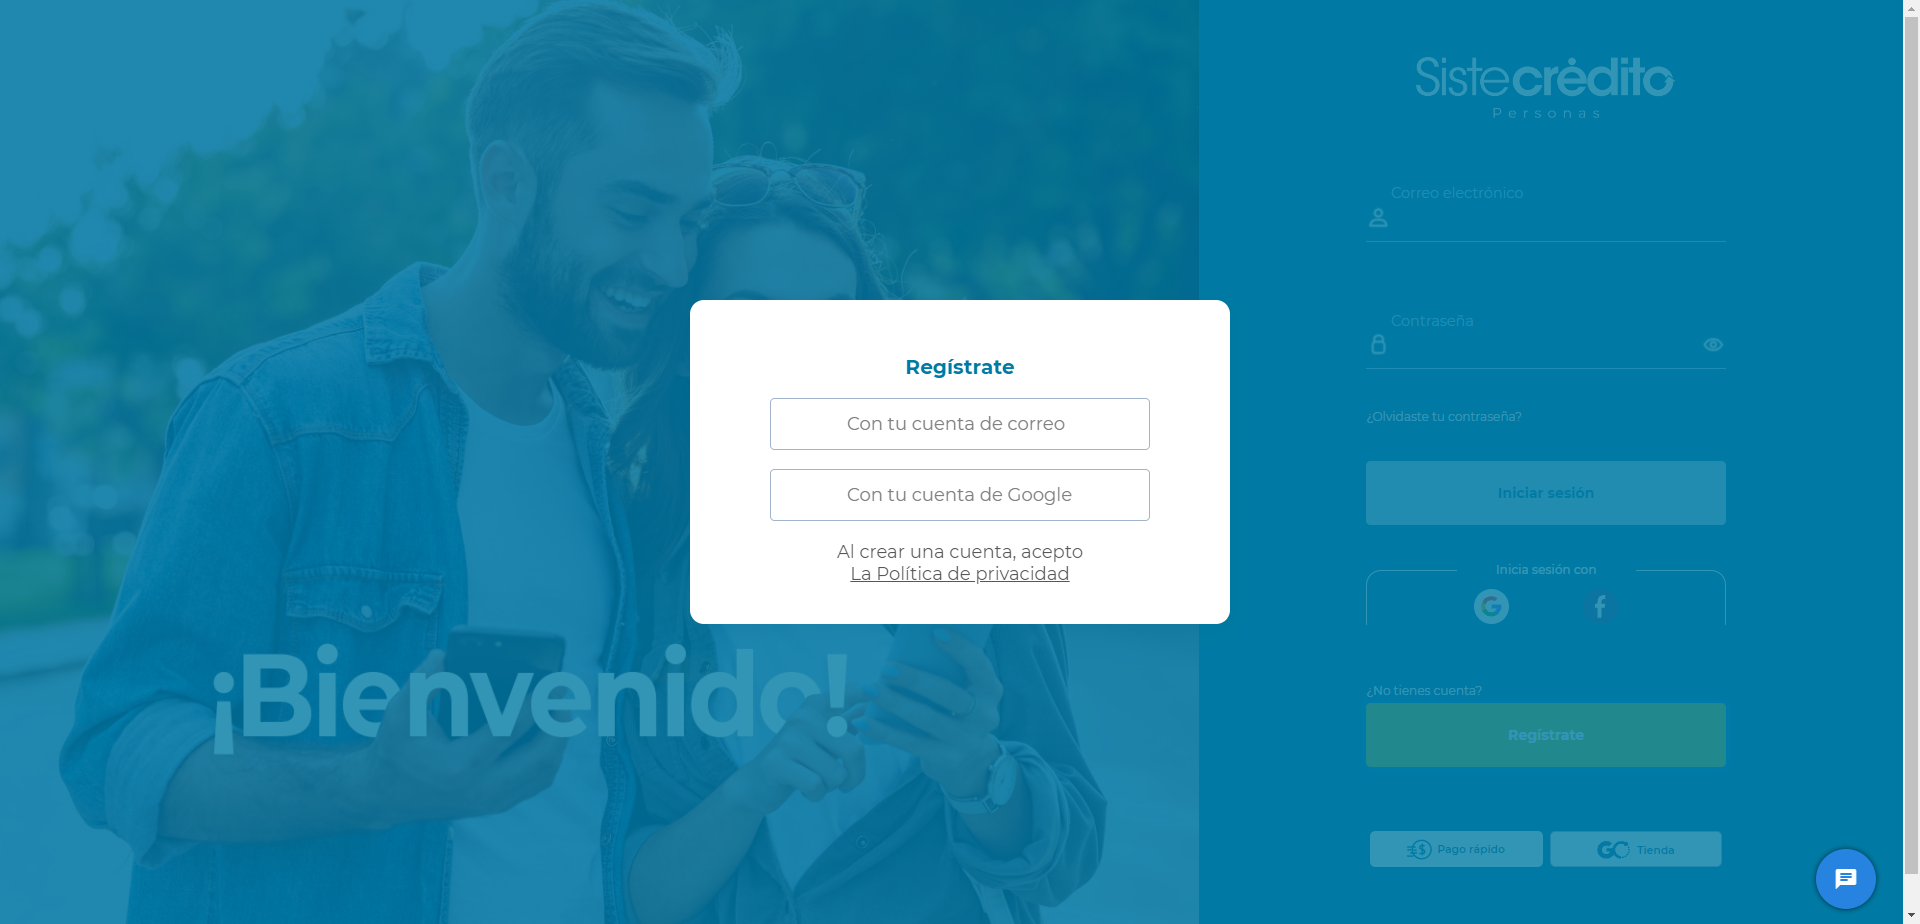 Sistecrédito
Personas
Correo electrónico
Contraseña
¿Olvidaste tu contraseña?
Iniciar sesión
Inicia sesión con
¿No tienes cuenta?
Regístrate
Pago rápido
GO Tienda
Regístrate
Con tu cuenta de correo
Con tu cuenta de Google
Al crear una cuenta, acepto
La Política de privacidad
¡Bienvenido!